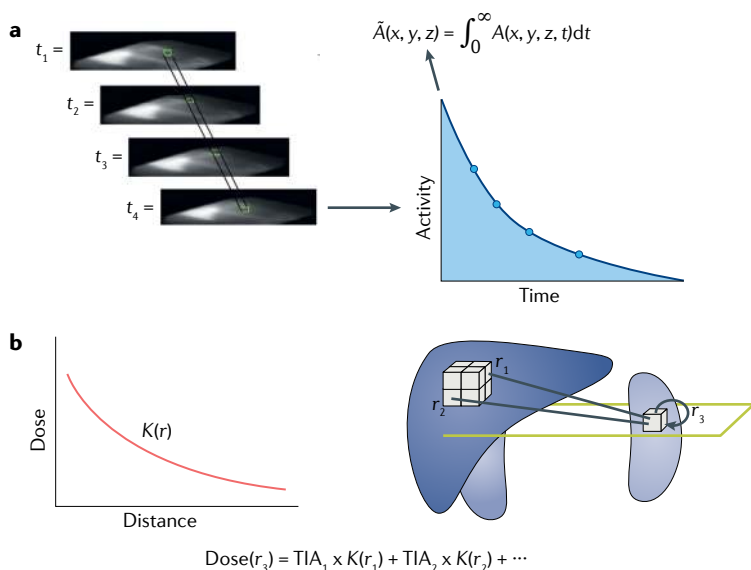 a
t₁ =
t₂ =
t₃ =
t₄ =
Ã(x, y, z) = ∫₀^∞ A(x, y, z, t)dt
Activity
Time
b
Dose
K(r)
Distance
r₁
r₂
r₃
Dose(r₃) = TIA₁ x K(r₁) + TIA₂ x K(r₂) + ···